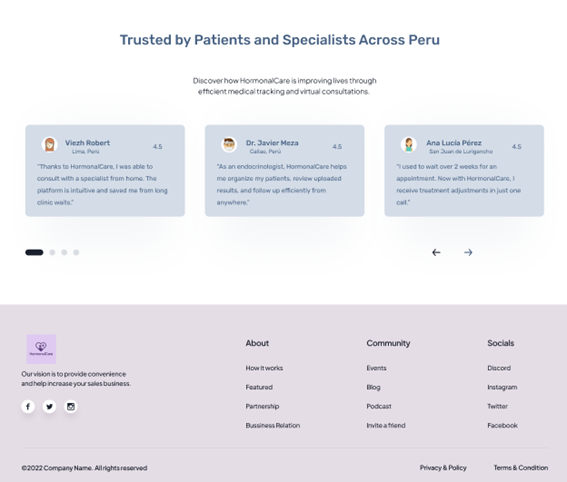 Trusted by Patients and Specialists Across Peru
Discover how HormonalCare is improving lives through
efficient medical tracking and virtual consultations.
Viezh Robert
Lima, Perú
4.5
"Thanks to HormonalCare, I was able to
consult with a specialist from home. The
platform is intuitive and saved me from long
clinic waits."
Dr. Javier Meza
Callao, Perú
4.5
"As an endocrinologist, HormonalCare helps
me organize my patients, review uploaded
results, and follow up efficiently from
anywhere."
Ana Lucía Pérez
San Juan de Lurigancho
4.5
"I used to wait over 2 weeks for an
appointment. Now with HormonalCare, I
receive treatment adjustments in just one
call."
HormonalCare
Our vision is to provide convenience
and help increase your sales business.
About
How it works
Featured
Partnership
Bussiness Relation
Community
Events
Blog
Podcast
Invite a friend
Socials
Discord
Instagram
Twitter
Facebook
©2022 Company Name. All rights reserved
Privacy & Policy
Terms & Condition